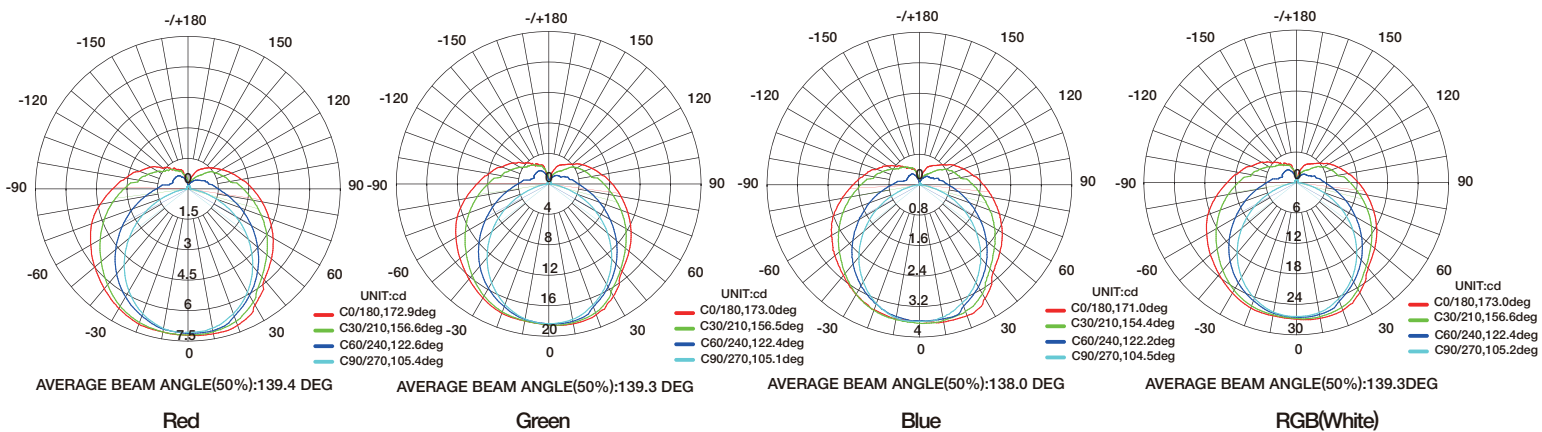 -/+180
-150
150
-120
120
-90
90
0
1.5
3
4,5
6
7.5
-60
60
-30
30
0
UNIT:cd
C0/180,172.9deg
C30/210,156.6deg
C60/240,122.6deg
C90/270,105.4deg
AVERAGE BEAM ANGLE(50%):139.4 DEG
Red
-/+180
-150
150
-120
120
-90
90
0
4
8
12
16
20
-60
60
-30
30
0
UNIT:cd
C0/180,173.0deg
C30/210,156.5deg
C60/240,122.4deg
C90/270,105.1deg
AVERAGE BEAM ANGLE(50%):139.3 DEG
Green
-/+180
-150
150
-120
120
-90
90
0
0.8
1.6
2.4
3.2
4
-60
60
-30
30
0
UNIT:cd
C0/180,171.0deg
C30/210,154.4deg
C60/240,122.2deg
C90/270,104.5deg
AVERAGE BEAM ANGLE(50%):138.0 DEG
Blue
-/+180
-150
150
-120
120
-90
90
0
6
12
18
24
30
-60
60
-30
30
0
UNIT:cd
C0/180,173.0deg
C30/210,156.6deg
C60/240,122.4deg
C90/270,105.2deg
AVERAGE BEAM ANGLE(50%):139.3DEG
RGB(White)